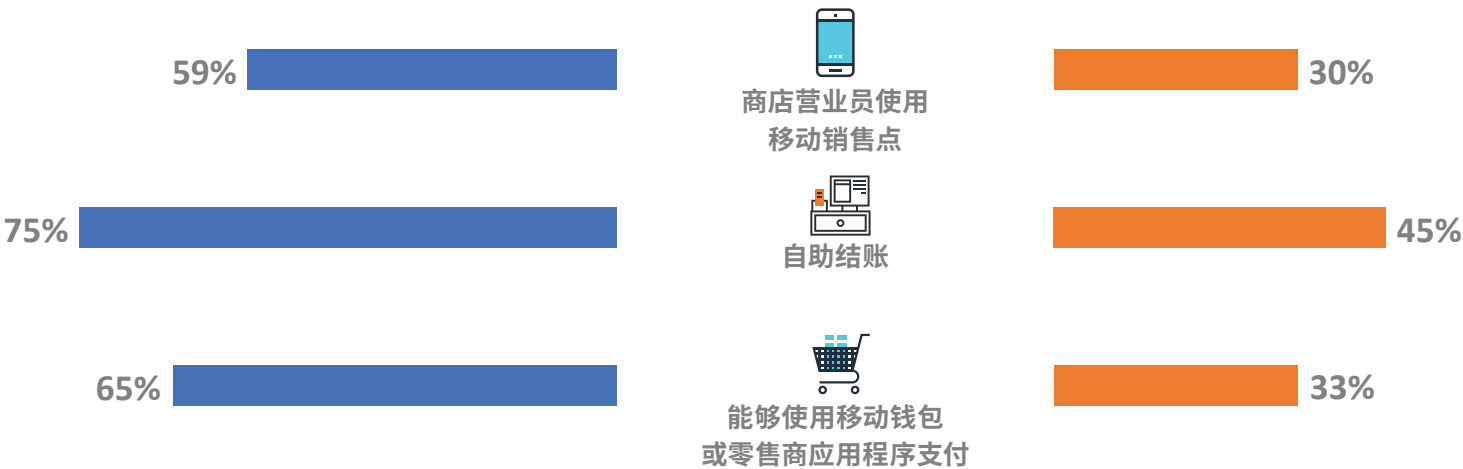 59%
商店营业员使用
移动销售点
30%
75%
自助结账
45%
65%
能够使用移动钱包
或零售商应用程序支付
33%